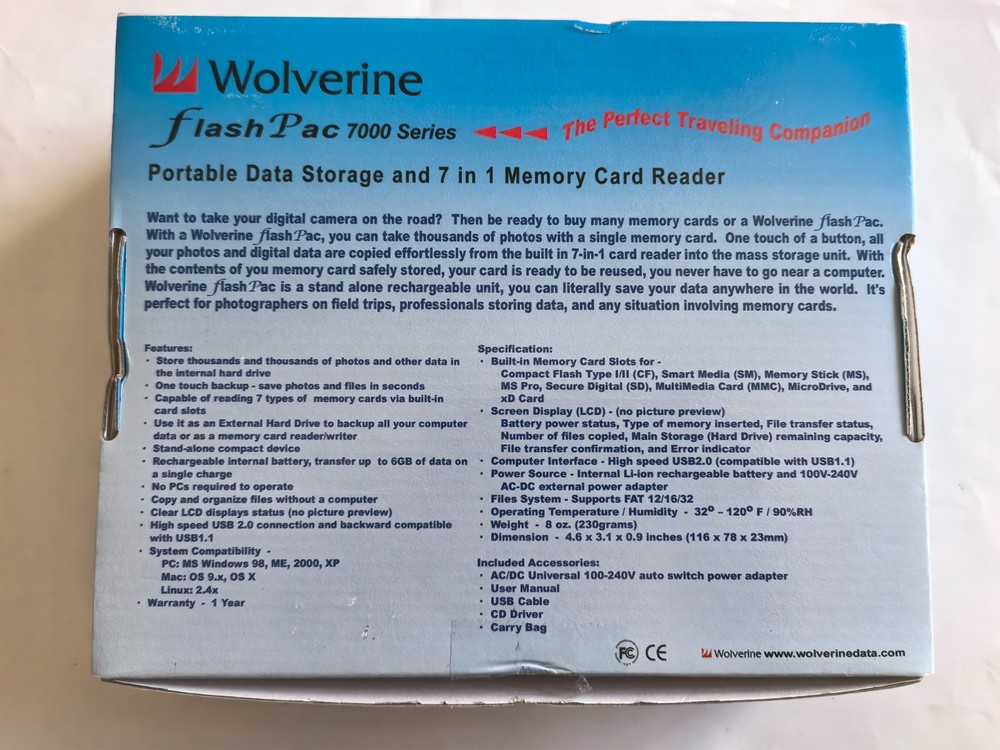 Wolverine
flashPac 7000 Series The Perfect Traveling Companion
Portable Data Storage and 7 in 1 Memory Card Reader
Want to take your digital camera on the road? Then be ready to buy many memory cards or a Wolverine flashPac.
With a Wolverine flashPac, you can take thousands of photos with a single memory card. One touch of a button, all
your photos and digital data are copied effortlessly from the built in 7-in-1 card reader into the mass storage unit. With
the contents of you memory card safely stored, your card is ready to be reused, you never have to go near a computer.
Wolverine flashPac is a stand alone rechargeable unit, you can literally save your data anywhere in the world. It's
perfect for photographers on field trips, professionals storing data, and any situation involving memory cards.
Features:
· Store thousands and thousands of photos and other data in
the internal hard drive
· One touch backup - save photos and files in seconds
· Capable of reading 7 types of memory cards via built-in
card slots
· Use it as an External Hard Drive to backup all your computer
data or as a memory card reader/writer
· Stand-alone compact device
· Rechargeable internal battery, transfer up to 6GB of data on
a single charge
· No PCs required to operate
· Copy and organize files without a computer
· Clear LCD displays status (no picture preview)
· High speed USB 2.0 connection and backward compatible
with USB1.1
· System Compatibility -
PC: MS Windows 98, ME, 2000, XP
Mac: OS 9.x, OS X
Linux: 2.4x
· Warranty - 1 Year
Specification:
· Built-in Memory Card Slots for -
Compact Flash Type I/II (CF), Smart Media (SM), Memory Stick (MS),
MS Pro, Secure Digital (SD), MultiMedia Card (MMC), MicroDrive, and
xD Card
· Screen Display (LCD) - (no picture preview)
Battery power status, Type of memory inserted, File transfer status,
Number of files copied, Main Storage (Hard Drive) remaining capacity,
File transfer confirmation, and Error indicator
· Computer Interface - High speed USB2.0 (compatible with USB1.1)
· Power Source - Internal Li-ion rechargeable battery and 100V-240V
AC-DC external power adapter
· Files System - Supports FAT 12/16/32
· Operating Temperature / Humidity - 32º – 120º F / 90%RH
· Weight - 8 oz. (230grams)
· Dimension - 4.6 x 3.1 x 0.9 inches (116 x 78 x 23mm)
Included Accessories:
· AC/DC Universal 100-240V auto switch power adapter
· User Manual
· USB Cable
· CD Driver
· Carry Bag
FC CE Wolverine www.wolverinedata.com